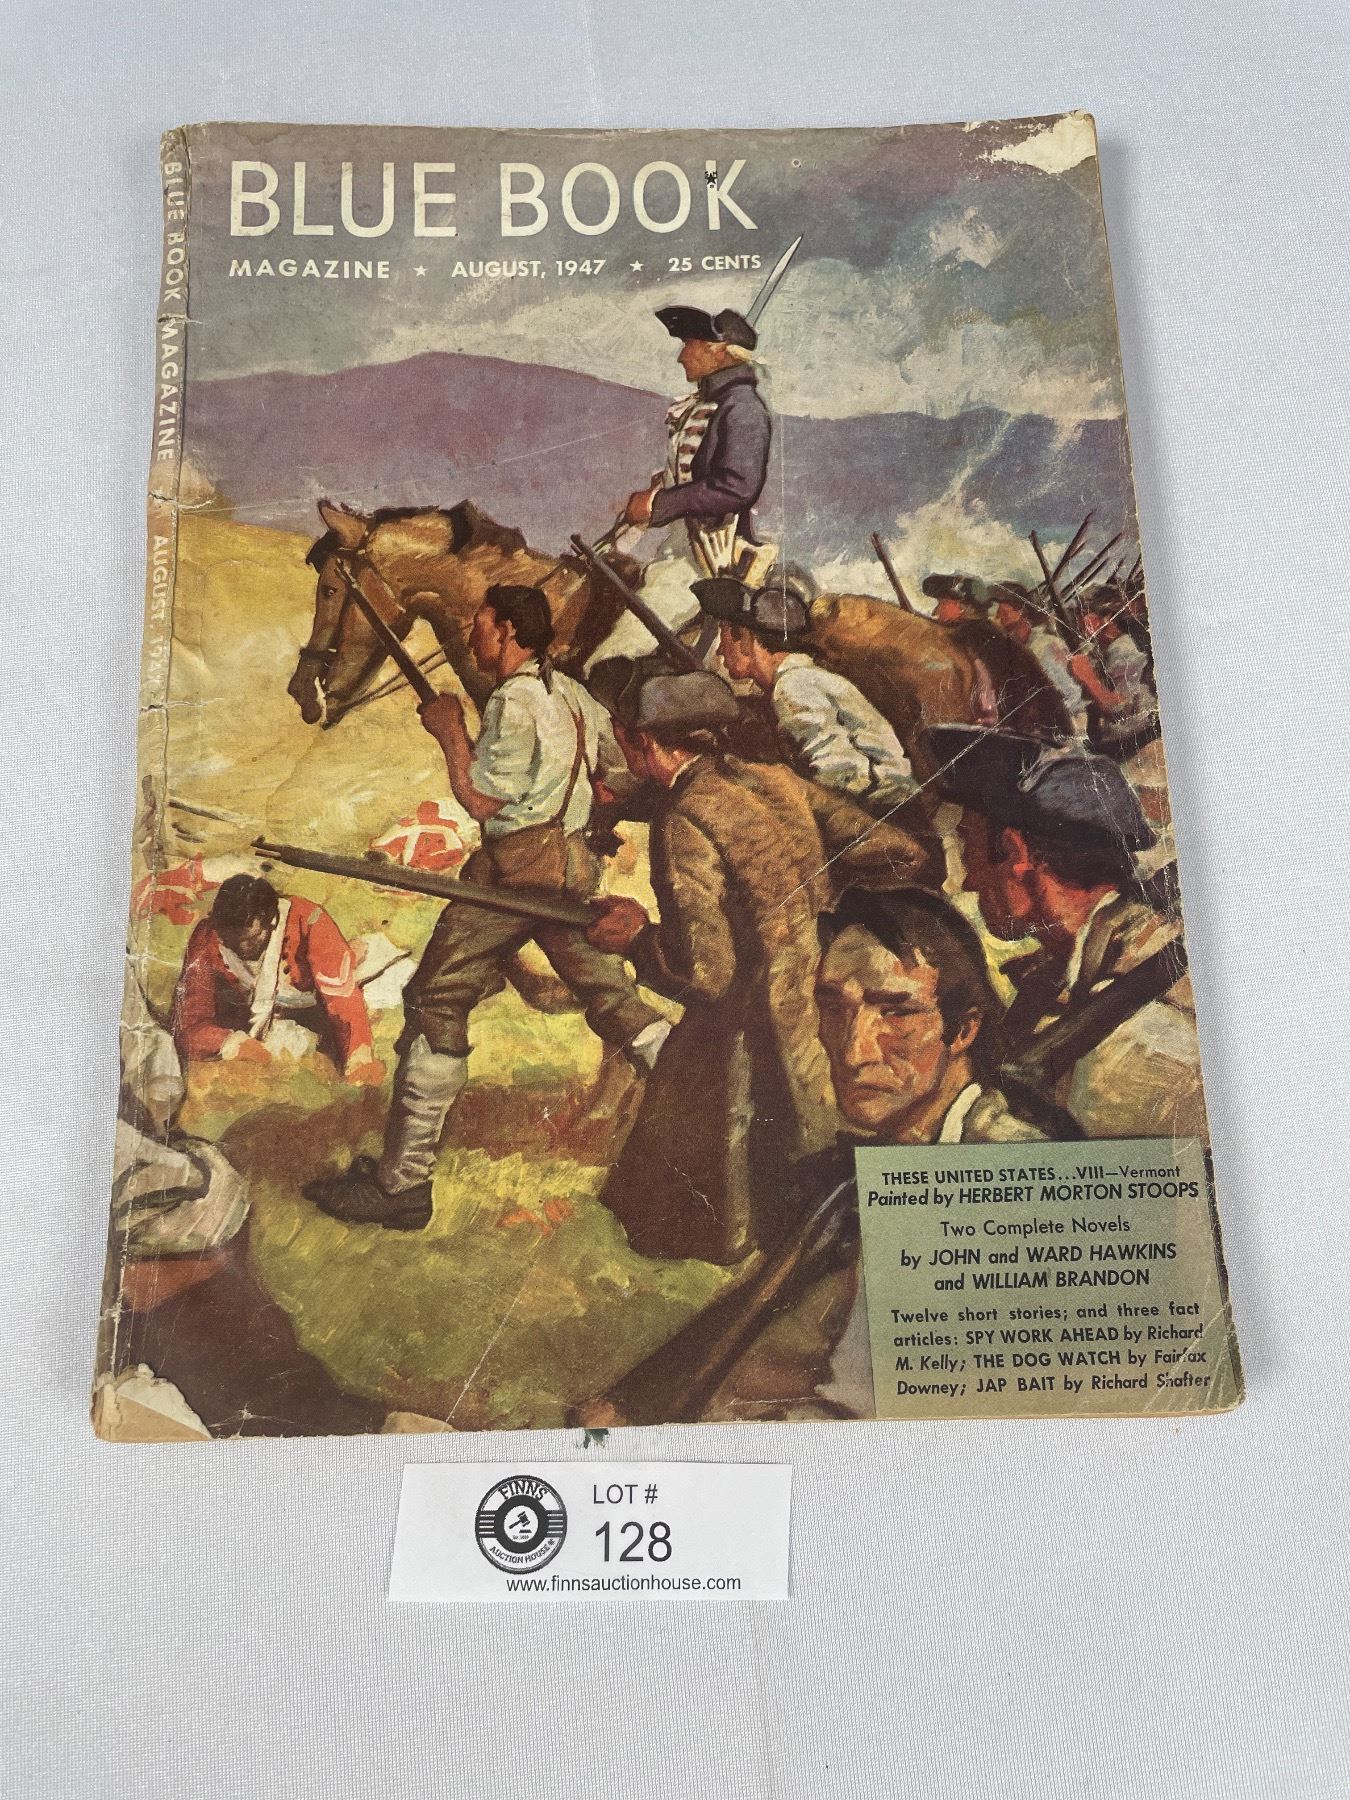 BLUE BOOK
MAGAZINE ★ AUGUST, 1947 ★ 25 CENTS
BLUE BOOK MAGAZINE AUGUST, 1947
THESE UNITED STATES...VIII—Vermont
Painted by HERBERT MORTON STOOPS
Two Complete Novels
by JOHN and WARD HAWKINS
and WILLIAM BRANDON
Twelve short stories; and three fact
articles: SPY WORK AHEAD by Richard
M. Kelly; THE DOG WATCH by Fairfax
Downey; JAP BAIT by Richard Shafter
FINNS
AUCTION HOUSE
LOT #
128
www.finnsauctionhouse.com